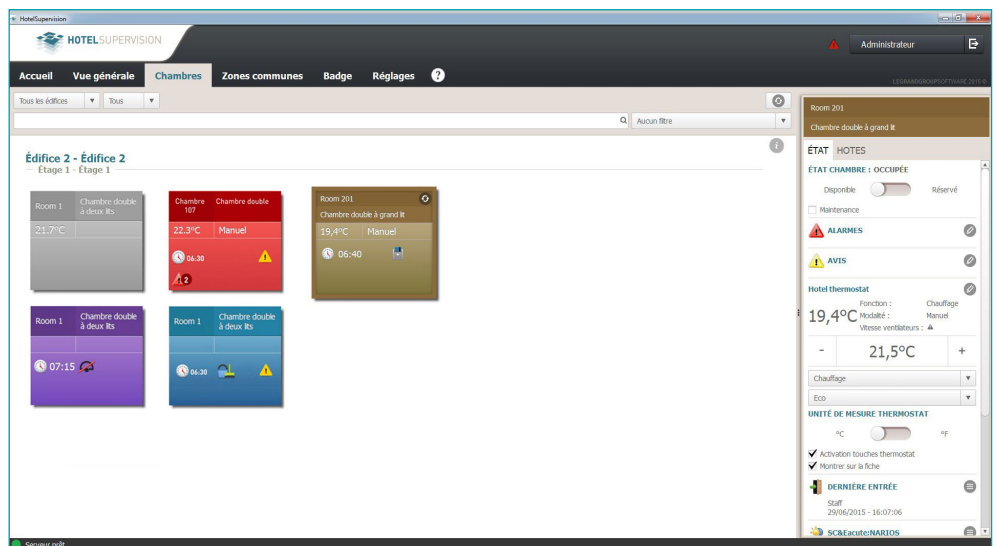 HotelSupervision
HOTELSUPERVISION
Administrateur
Accueil Vue générale Chambres Zones communes Badge Réglages ?
LEGRANDGROUPSOFTWARE 2015 ©
Tous les édifices Tous
Aucun filtre
Édifice 2 - Édifice 2
Étage 1 - Étage 1
Room 1 Chambre double à deux lits
21.7°C
Chambre 107 Chambre double
22.3°C Manuel
06:30
2
Room 201
Chambre double à grand lit
19,4°C Manuel
06:40
Room 1 Chambre double à deux lits
07:15
Room 1 Chambre double à deux lits
06:30
Room 201
Chambre double à grand lit
ÉTAT HOTES
ÉTAT CHAMBRE : OCCUPÉE
Disponible Réservé
Maintenance
ALARMES
AVIS
Hotel thermostat
19,4°C
Fonction : Chauffage
Modalité : Manuel
Vitesse ventilateurs :
- 21,5°C +
Chauffage
Eco
UNITÉ DE MESURE THERMOSTAT
°C °F
Activation touches thermostat
Montrer sur la fiche
DERNIÈRE ENTRÉE
Staff
29/06/2015 - 16:07:06
SC&Eacute:NARIOS
Serveur prêt